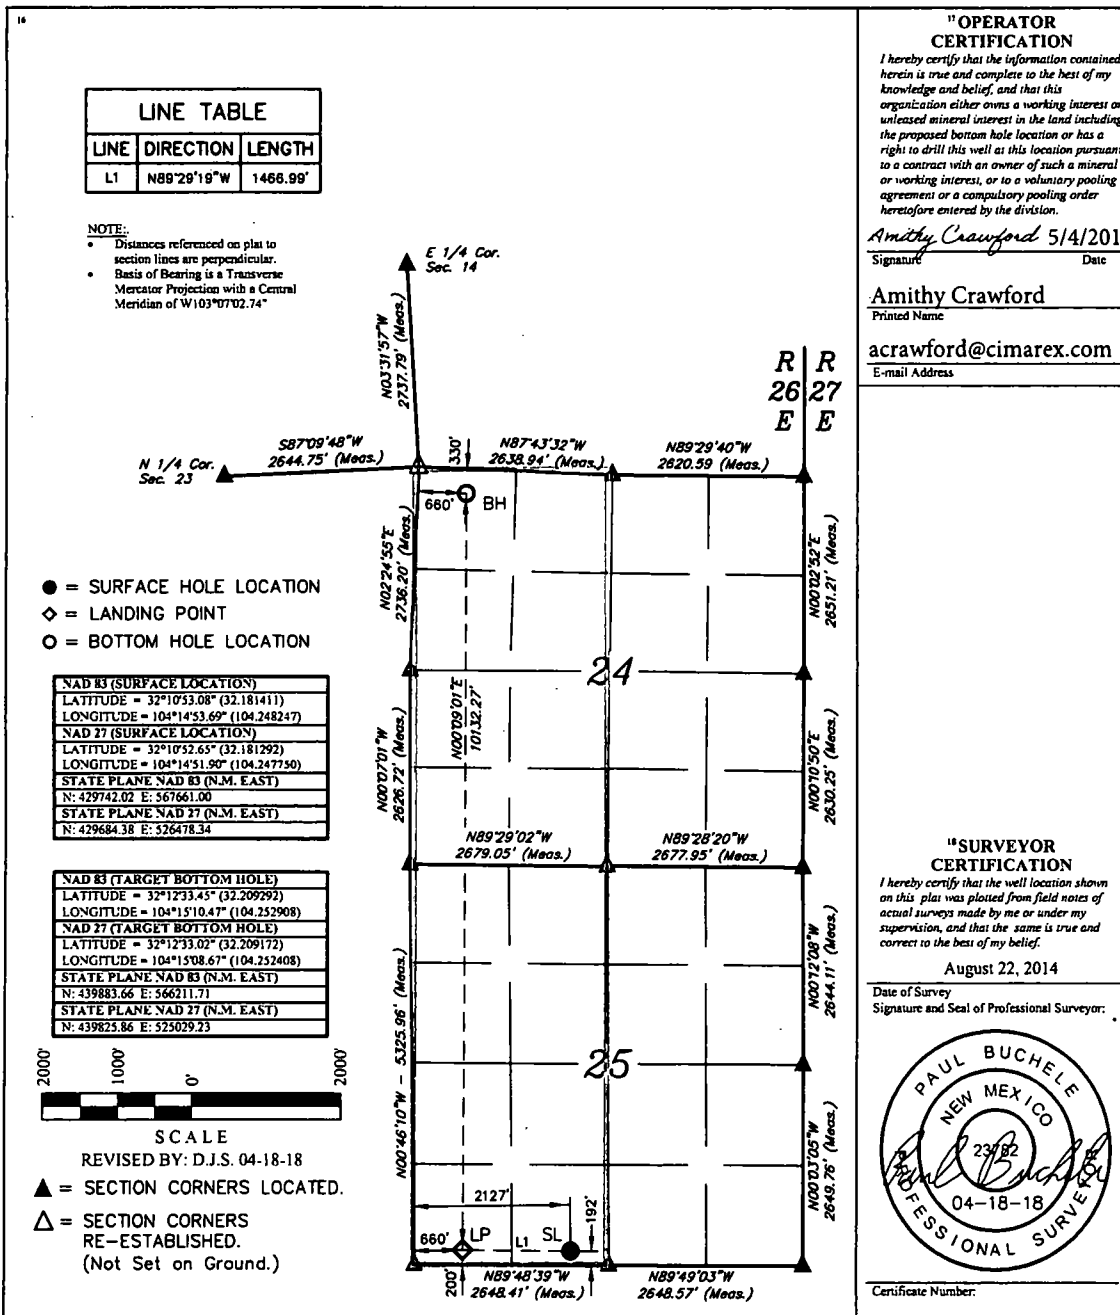 16
LINE TABLE
LINE DIRECTION LENGTH
L1 N89°29'19"W 1466.99'
NOTE:
• Distances referenced on plat to
section lines are perpendicular.
• Basis of Bearing is a Transverse
Mercator Projection with a Central
Meridian of W103°07'02.74"
E 1/4 Cor.
Sec. 14
N03°31'57"W
2737.79' (Meas.)
R R
26 27
E E
N 1/4 Cor.
Sec. 23
S87°09'48"W
2644.75' (Meas.)
330'
N87°43'32"W
2638.94' (Meas.)
N89°29'40"W
2620.59 (Meas.)
660'
BH
N02°24'55"E
2736.20' (Meas.)
N00°02'52"E
2651.21' (Meas.)
● = SURFACE HOLE LOCATION
◇ = LANDING POINT
○ = BOTTOM HOLE LOCATION
24
NAD 83 (SURFACE LOCATION)
LATITUDE = 32°10'53.08" (32.181411)
LONGITUDE = 104°14'53.69" (104.248247)
NAD 27 (SURFACE LOCATION)
LATITUDE = 32°10'52.65" (32.181292)
LONGITUDE = 104°14'51.90" (104.247750)
STATE PLANE NAD 83 (N.M. EAST)
N: 429742.02 E: 567661.00
STATE PLANE NAD 27 (N.M. EAST)
N: 429684.38 E: 526478.34
N00°09'01"E
10132.27'
N00°07'01"W
2626.72' (Meas.)
N00°10'50"E
2630.25' (Meas.)
N89°29'02"W
2679.05' (Meas.)
N89°28'20"W
2677.95' (Meas.)
NAD 83 (TARGET BOTTOM HOLE)
LATITUDE = 32°12'33.45" (32.209292)
LONGITUDE = 104°15'10.47" (104.252908)
NAD 27 (TARGET BOTTOM HOLE)
LATITUDE = 32°12'33.02" (32.209172)
LONGITUDE = 104°15'08.67" (104.252408)
STATE PLANE NAD 83 (N.M. EAST)
N: 439883.66 E: 566211.71
STATE PLANE NAD 27 (N.M. EAST)
N: 439825.86 E: 525029.23
N00°46'10"W - 5325.96' (Meas.)
N00°12'08"W
2644.11' (Meas.)
25
2000' 1000' 0' 2000'
SCALE
REVISED BY: D.J.S. 04-18-18
▲ = SECTION CORNERS LOCATED.
△ = SECTION CORNERS
RE-ESTABLISHED.
(Not Set on Ground.)
N00°03'05"W
2649.76' (Meas.)
2127'
192'
660'
LP
L1
SL
200'
N89°48'39"W
2648.41' (Meas.)
N89°49'03"W
2648.57' (Meas.)
17 OPERATOR
CERTIFICATION
I hereby certify that the information contained
herein is true and complete to the best of my
knowledge and belief, and that this
organization either owns a working interest or
unleased mineral interest in the land including
the proposed bottom hole location or has a
right to drill this well at this location pursuant
to a contract with an owner of such a mineral
or working interest, or to a voluntary pooling
agreement or a compulsory pooling order
heretofore entered by the division.
Amithy Crawford 5/4/201
Signature Date
Amithy Crawford
Printed Name
acrawford@cimarex.com
E-mail Address
18 SURVEYOR
CERTIFICATION
I hereby certify that the well location shown
on this plat was plotted from field notes of
actual surveys made by me or under my
supervision, and that the same is true and
correct to the best of my belief.
August 22, 2014
Date of Survey
Signature and Seal of Professional Surveyor:
PAUL BUCHELE
NEW MEXICO
23782
Paul Buchele
04-18-18
PROFESSIONAL SURVEYOR
Certificate Number: